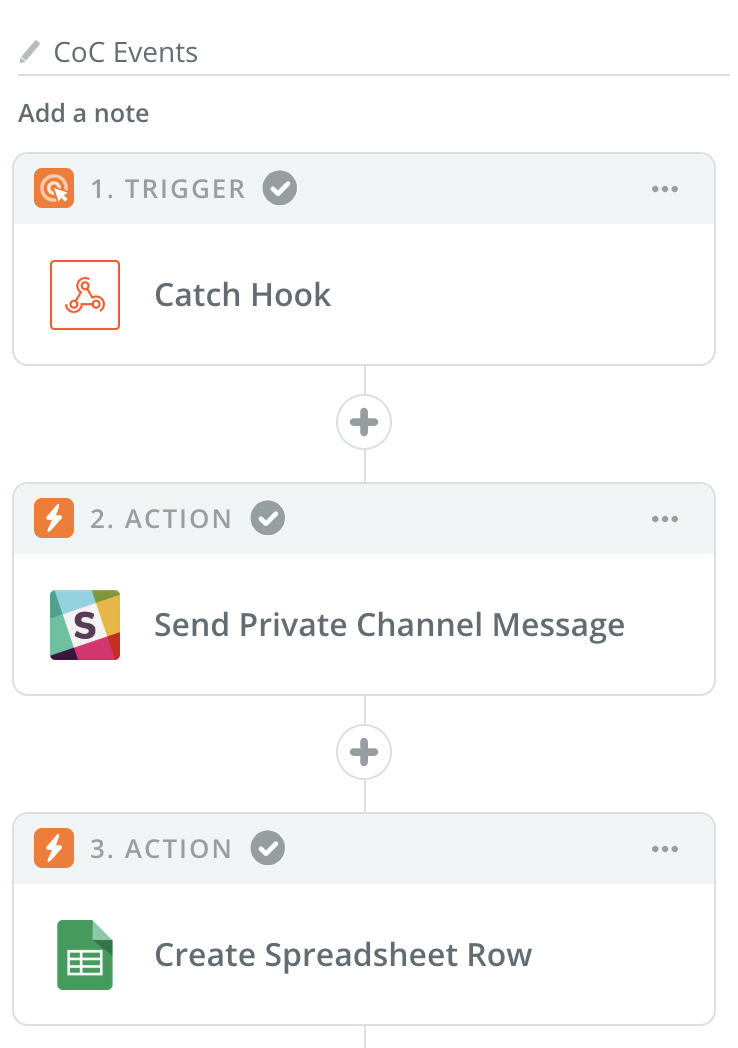 CoC Events
Add a note
1. TRIGGER
Catch Hook
2. ACTION
S
Send Private Channel Message
3. ACTION
Create Spreadsheet Row